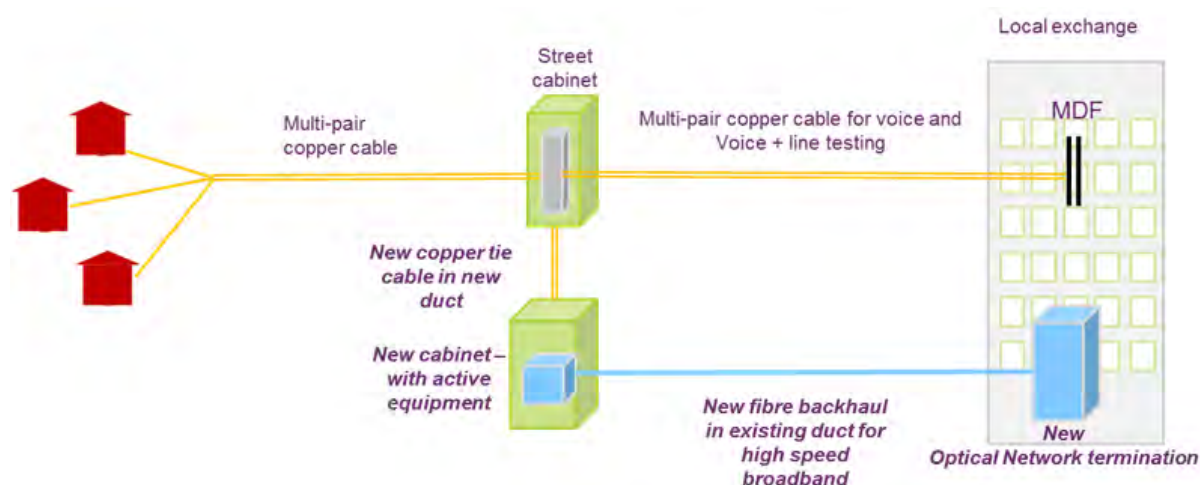 Local exchange
Street
cabinet
MDF
Multi-pair
copper cable
Multi-pair copper cable for voice and
Voice + line testing
New copper tie
cable in new
duct
New cabinet –
with active
equipment
New fibre backhaul
in existing duct for
high speed
broadband
New
Optical Network termination